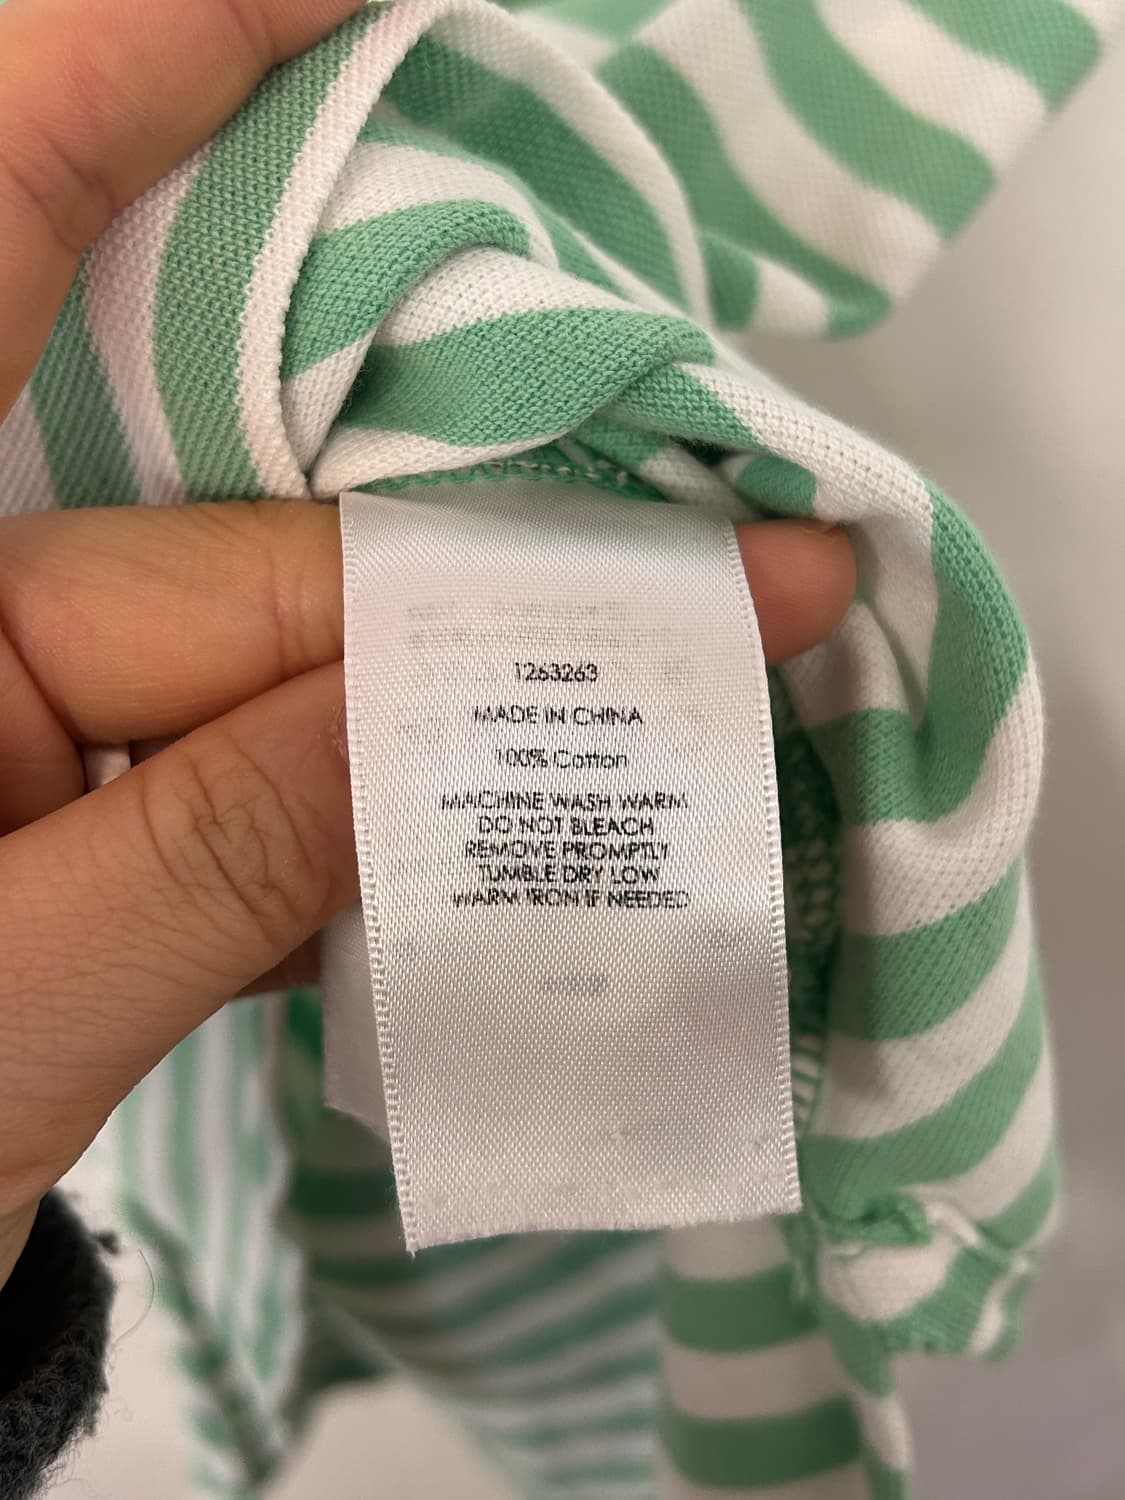 1263263
MADE IN CHINA
100% Cotton
MACHINE WASH WARM
DO NOT BLEACH
REMOVE PROMPTLY
TUMBLE DRY LOW
WARM IRON IF NEEDED